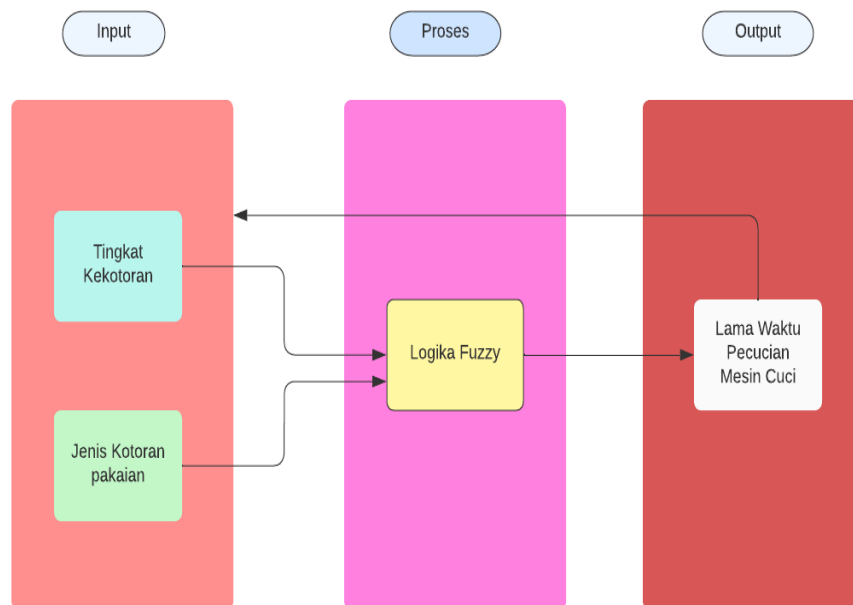 Input
Proses
Output
Tingkat
Kekotoran
Logika Fuzzy
Lama Waktu
Pecucian
Mesin Cuci
Jenis Kotoran
pakaian